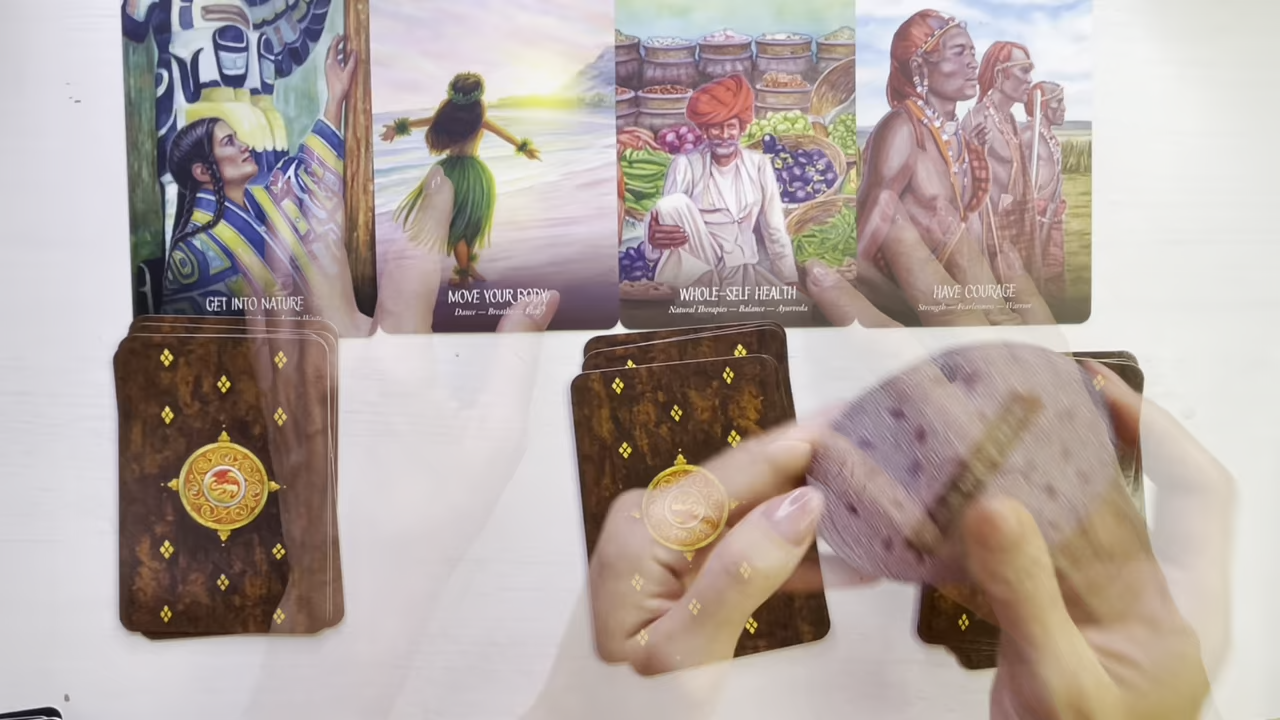 GET INTO NATURE
MOVE YOUR BODY
Dance — Breathe — Flow
WHOLE-SELF HEALTH
Natural Therapies — Balance — Ayurveda
HAVE COURAGE
Strength — Fearlessness — Warrior